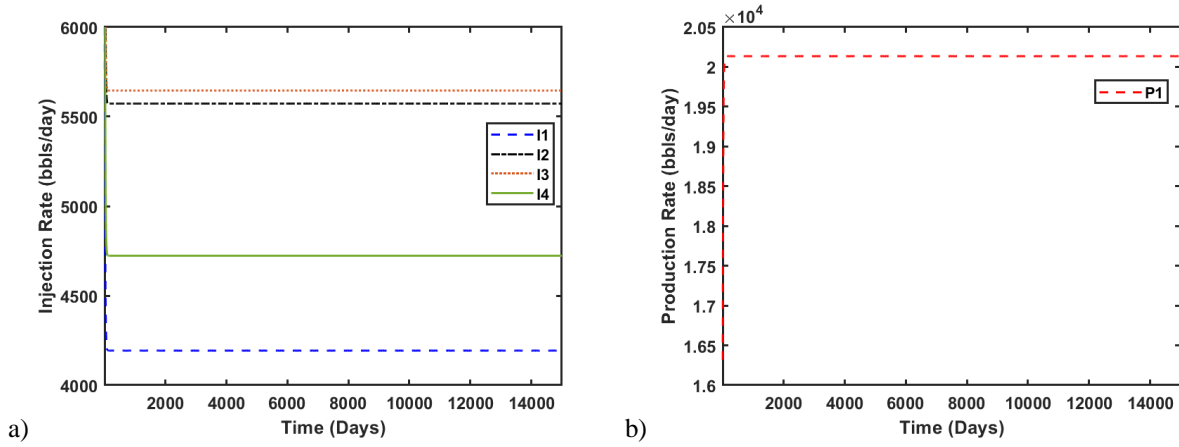 6000
5500
5000
4500
4000
Injection Rate (bbls/day)
I1
I2
I3
I4
2000 4000 6000 8000 10000 12000 14000
Time (Days)
a)
×10⁴
2.05
2
1.95
1.9
1.85
1.8
1.75
1.7
1.65
1.6
Production Rate (bbls/day)
P1
2000 4000 6000 8000 10000 12000 14000
Time (Days)
b)